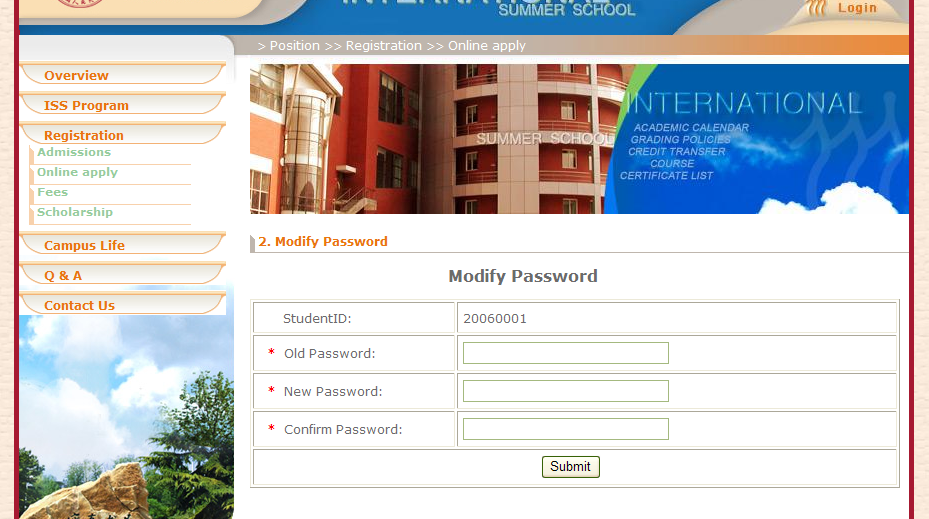 INTERNATIONAL
SUMMER SCHOOL
Login
> Position >> Registration >> Online apply
Overview
ISS Program
Registration
Admissions
Online apply
Fees
Scholarship
Campus Life
Q & A
Contact Us
SUMMER SCHOOL
INTERNATIONAL
ACADEMIC CALENDAR
GRADING POLICIES
CREDIT TRANSFER
COURSE
CERTIFICATE LIST
2. Modify Password
Modify Password
StudentID: 20060001
* Old Password:
* New Password:
* Confirm Password:
Submit